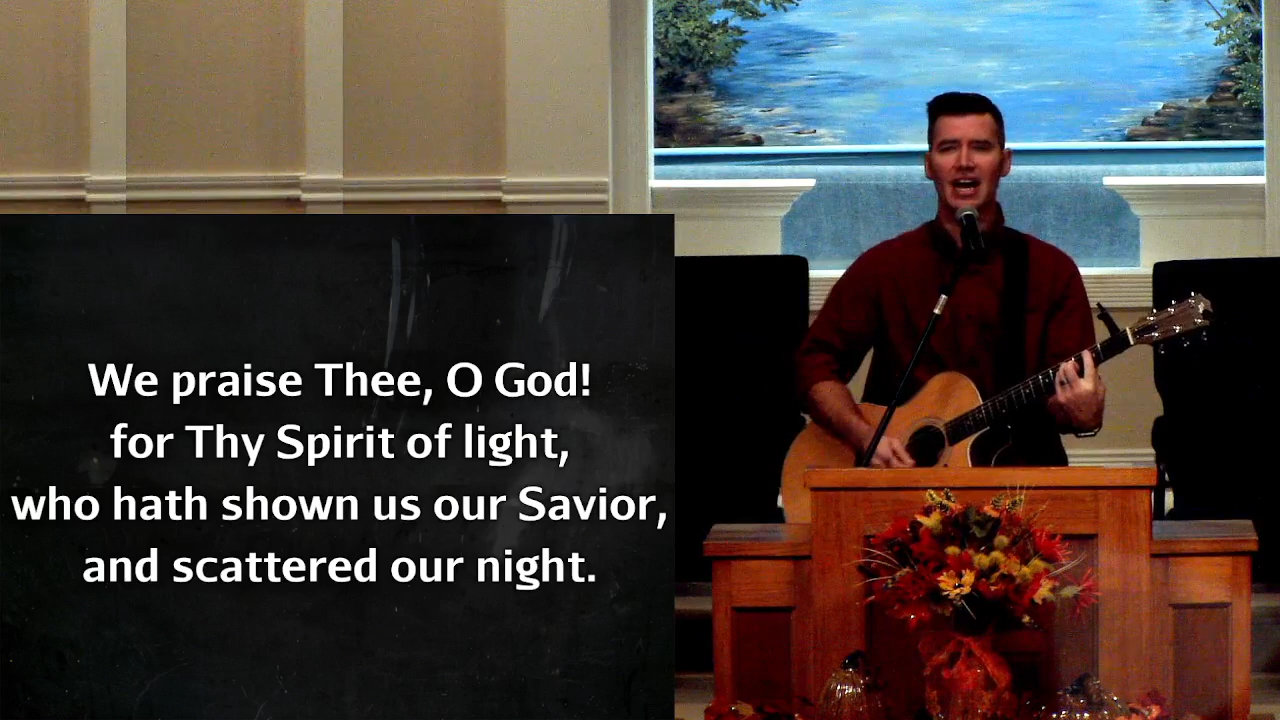 We praise Thee, O God!
for Thy Spirit of light,
who hath shown us our Savior,
and scattered our night.